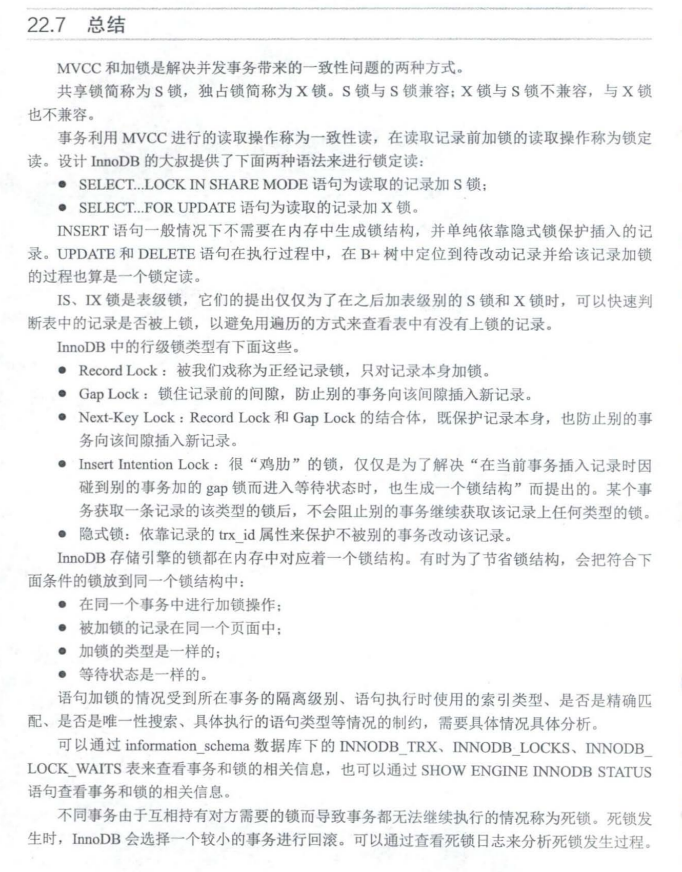 22.7 总结
MVCC 和加锁是解决并发事务带来的一致性问题的两种方式。
共享锁简称为 S 锁，独占锁简称为 X 锁。S 锁与 S 锁兼容；X 锁与 S 锁不兼容，与 X 锁
也不兼容。
事务利用 MVCC 进行的读取操作称为一致性读，在读取记录前加锁的读取操作称为锁定
读。设计 InnoDB 的大叔提供了下面两种语法来进行锁定读：
● SELECT...LOCK IN SHARE MODE 语句为读取的记录加 S 锁；
● SELECT...FOR UPDATE 语句为读取的记录加 X 锁。
INSERT 语句一般情况下不需要在内存中生成锁结构，并单纯依靠隐式锁保护插入的记
录。UPDATE 和 DELETE 语句在执行过程中，在 B+ 树中定位到待改动记录并给该记录加锁
的过程也算是一个锁定读。
IS、IX 锁是表级锁，它们的提出仅仅为了在之后加表级别的 S 锁和 X 锁时，可以快速判
断表中的记录是否被上锁，以避免用遍历的方式来查看表中有没有上锁的记录。
InnoDB 中的行级锁类型有下面这些。
● Record Lock：被我们戏称为正经记录锁，只对记录本身加锁。
● Gap Lock：锁住记录前的间隙，防止别的事务向该间隙插入新记录。
● Next-Key Lock：Record Lock 和 Gap Lock 的结合体，既保护记录本身，也防止别的事
务向该间隙插入新记录。
● Insert Intention Lock：很“鸡肋”的锁，仅仅是为了解决“在当前事务插入记录时因
碰到别的事务加的 gap 锁而进入等待状态时，也生成一个锁结构”而提出的。某个事
务获取一条记录的该类型的锁后，不会阻止别的事务继续获取该记录上任何类型的锁。
● 隐式锁：依靠记录的 trx_id 属性来保护不被别的事务改动该记录。
InnoDB 存储引擎的锁都在内存中对应着一个锁结构。有时为了节省锁结构，会把符合下
面条件的锁放到同一个锁结构中：
● 在同一个事务中进行加锁操作；
● 被加锁的记录在同一个页面中；
● 加锁的类型是一样的；
● 等待状态是一样的。
语句加锁的情况受到所在事务的隔离级别、语句执行时使用的索引类型、是否是精确匹
配、是否是唯一性搜索、具体执行的语句类型等情况的制约，需要具体情况具体分析。
可以通过 information_schema 数据库下的 INNODB_TRX、INNODB_LOCKS、INNODB_
LOCK_WAITS 表来查看事务和锁的相关信息，也可以通过 SHOW ENGINE INNODB STATUS
语句查看事务和锁的相关信息。
不同事务由于互相持有对方需要的锁而导致事务都无法继续执行的情况称为死锁。死锁发
生时，InnoDB 会选择一个较小的事务进行回滚。可以通过查看死锁日志来分析死锁发生过程。